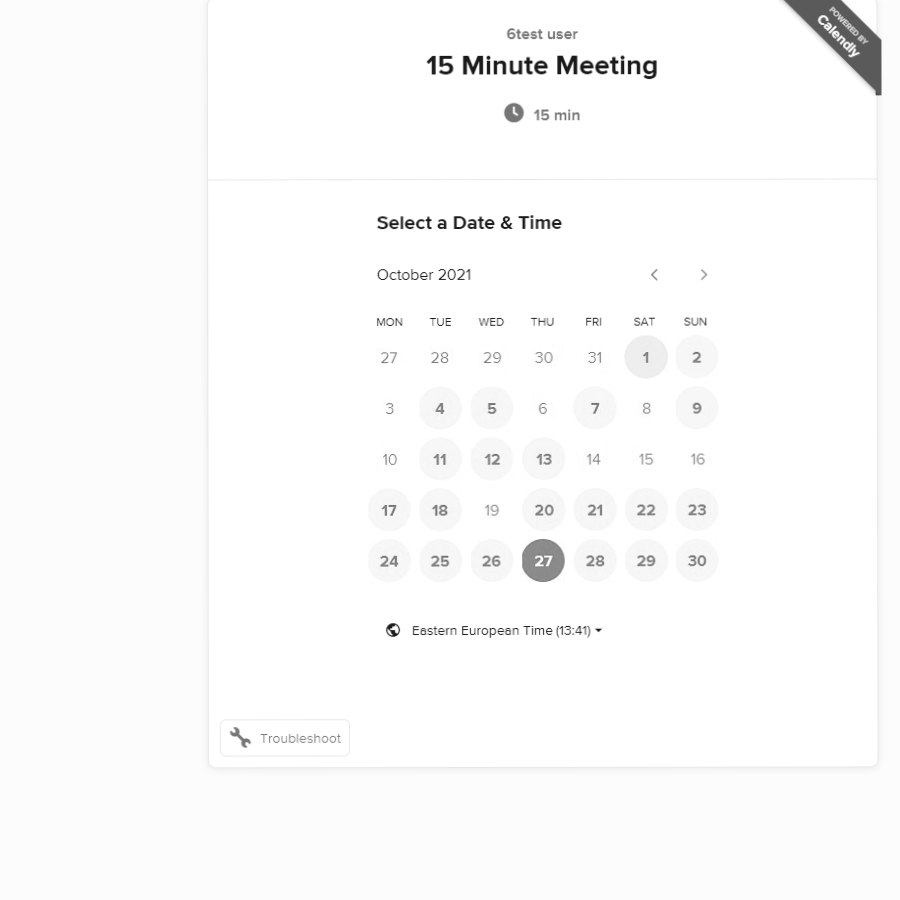 POWERED BY
Calendly
6test user
15 Minute Meeting
15 min
Select a Date & Time
October 2021
MON TUE WED THU FRI SAT SUN
27 28 29 30 31 1 2
3 4 5 6 7 8 9
10 11 12 13 14 15 16
17 18 19 20 21 22 23
24 25 26 27 28 29 30
Eastern European Time (13:41)
Troubleshoot